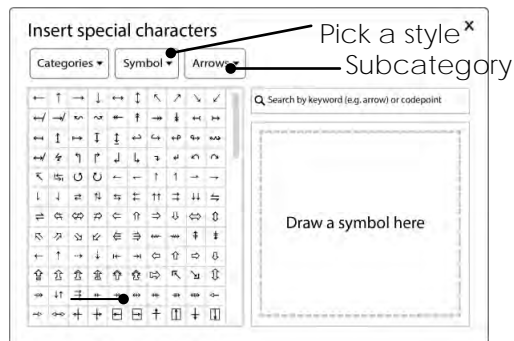 Insert special characters
Pick a style x
Categories ▾ Symbol ▾ Arrows ▾
Subcategory
Search by keyword (e.g. arrow) or codepoint
Draw a symbol here